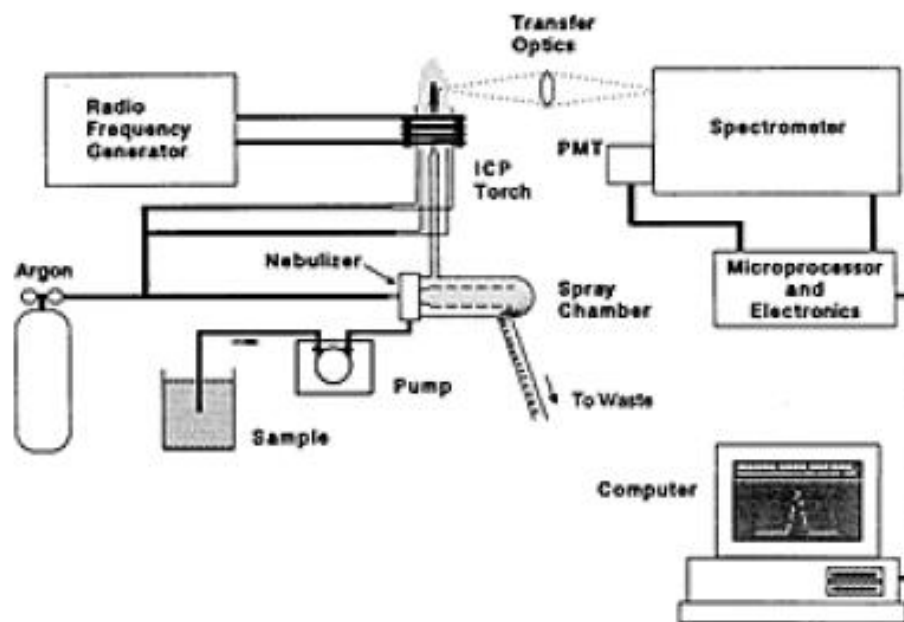 Transfer
Optics
Radio
Frequency
Generator
Spectrometer
PMT
ICP
Torch
Nebulizer
Argon
Spray
Chamber
Microprocessor
and
Electronics
Pump
To Waste
Sample
Computer